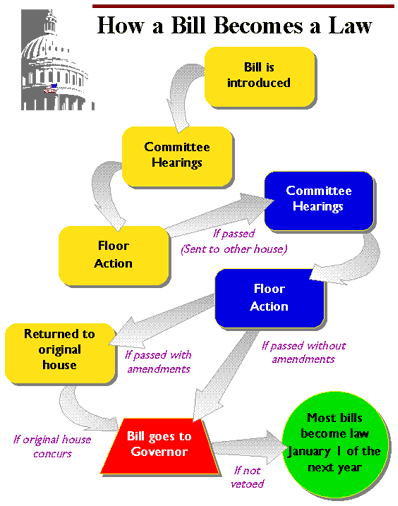 How a Bill Becomes a Law
Bill is
introduced
Committee
Hearings
Committee
Hearings
Floor
Action
If passed
(Sent to other house)
Floor
Action
Returned to
original
house
If passed with
amendments
If passed without
amendments
If original house
concurs
Bill goes to
Governor
If not
vetoed
Most bills
become law
January 1 of the
next year